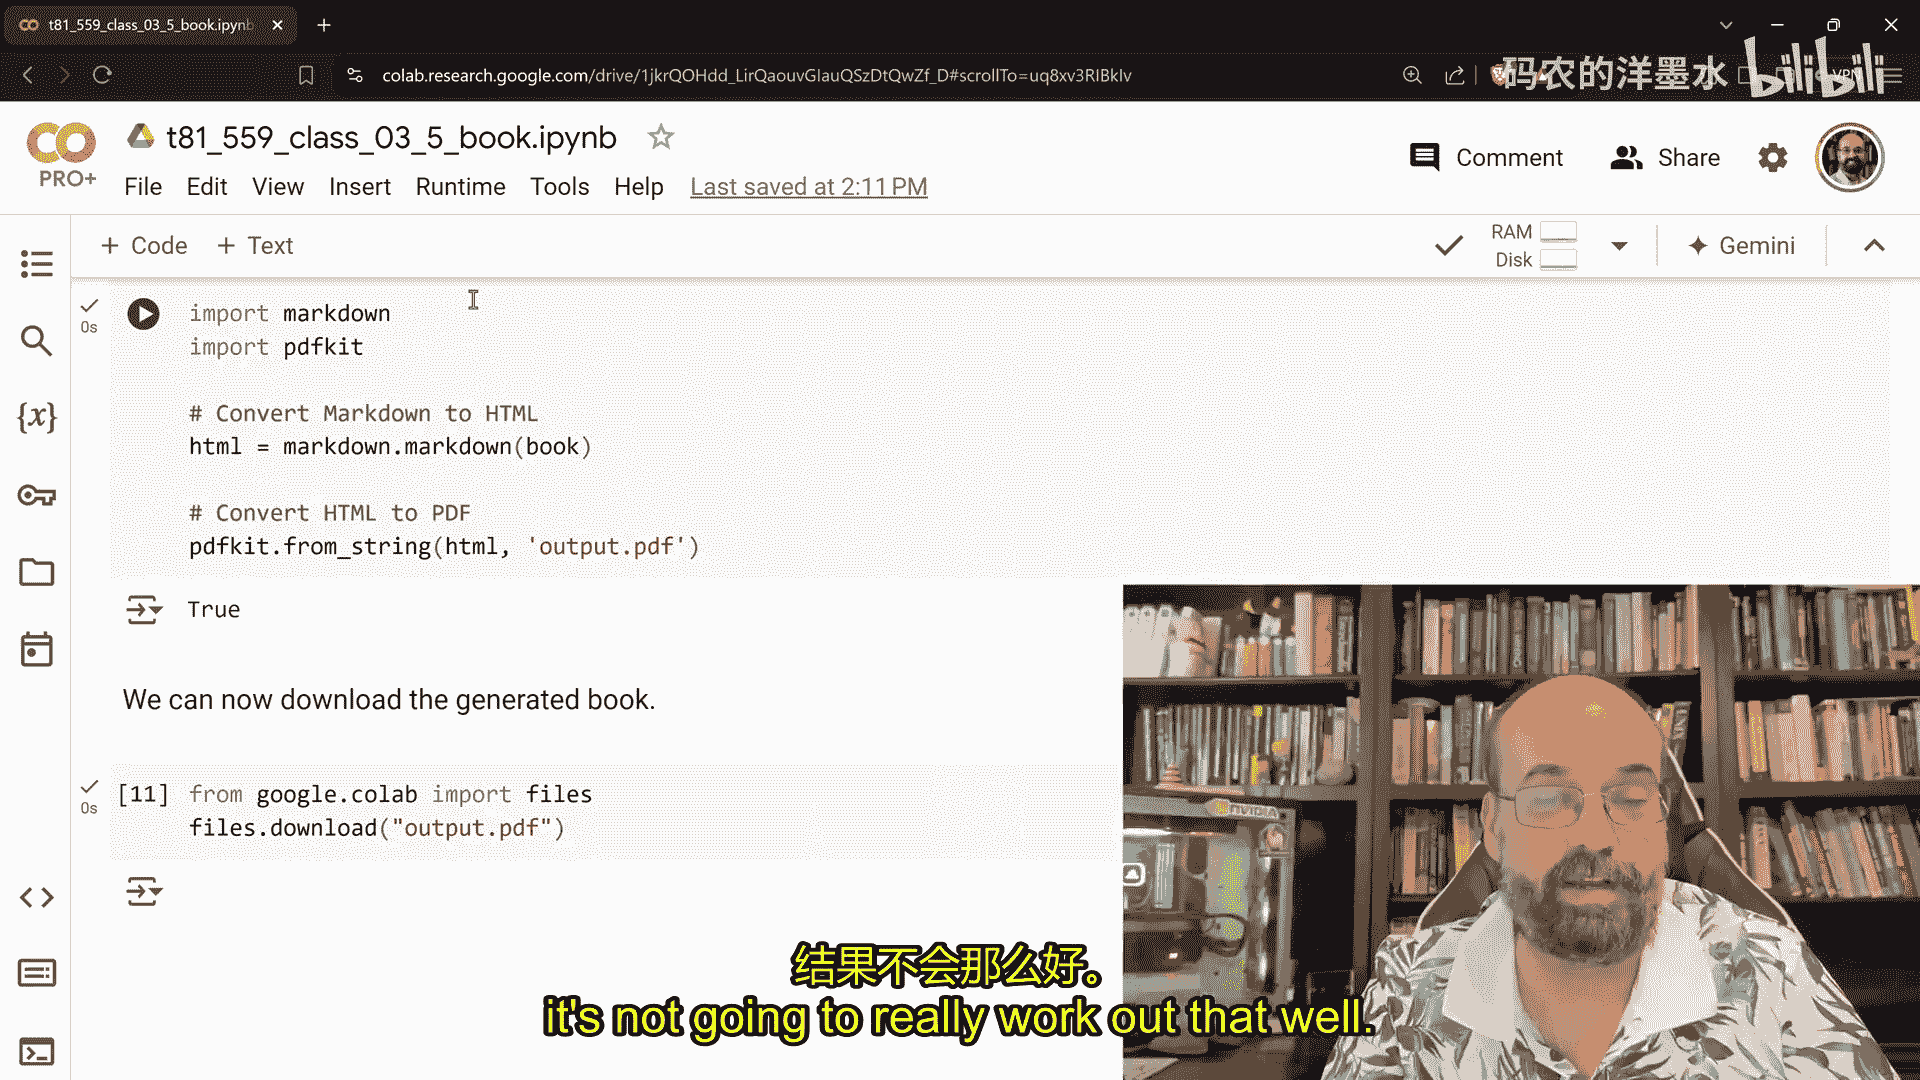 t81_559_class_03_5_book.ipynb
colab.research.google.com/drive/1jkrQOHdd_LirQaouvGlauQSzDtQwZf_D#scrollTo=uq8xv3RIBkIv
码农的洋墨水 bilibili
VPN
CO
PRO+
t81_559_class_03_5_book.ipynb
File Edit View Insert Runtime Tools Help Last saved at 2:11 PM
Comment
Share
+ Code + Text
RAM
Disk
Gemini
0s
import markdown
import pdfkit
# Convert Markdown to HTML
html = markdown.markdown(book)
# Convert HTML to PDF
pdfkit.from_string(html, 'output.pdf')
True
We can now download the generated book.
0s
[11] from google.colab import files
files.download("output.pdf")
{x}
NVIDIA
结果不会那么好。
it's not going to really work out that well.